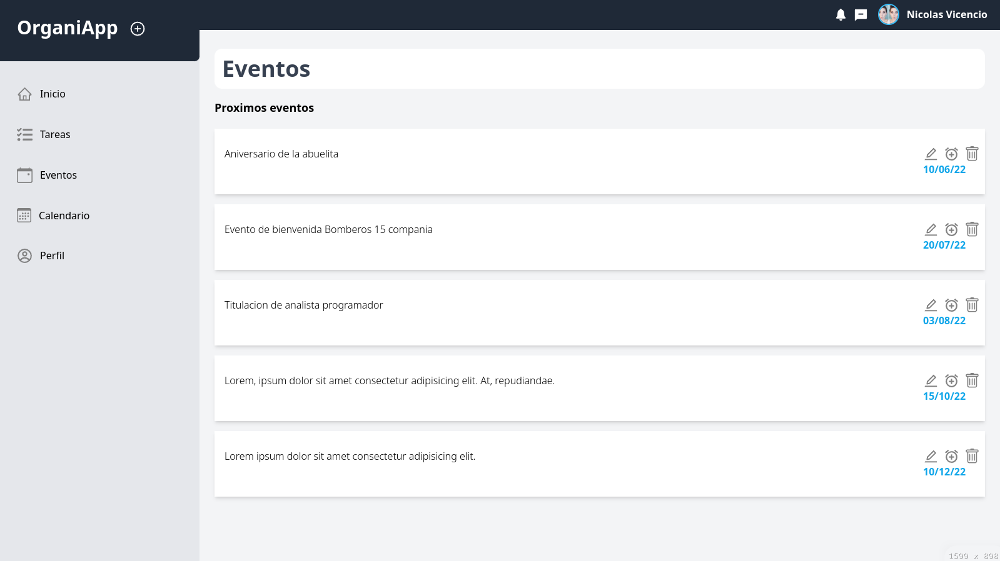 OrganiApp
Nicolas Vicencio
Inicio
Tareas
Eventos
Calendario
Perfil
Eventos
Proximos eventos
Aniversario de la abuelita
10/06/22
Evento de bienvenida Bomberos 15 compania
20/07/22
Titulacion de analista programador
03/08/22
Lorem, ipsum dolor sit amet consectetur adipisicing elit. At, repudiandae.
15/10/22
Lorem ipsum dolor sit amet consectetur adipisicing elit.
10/12/22
1599 x 898